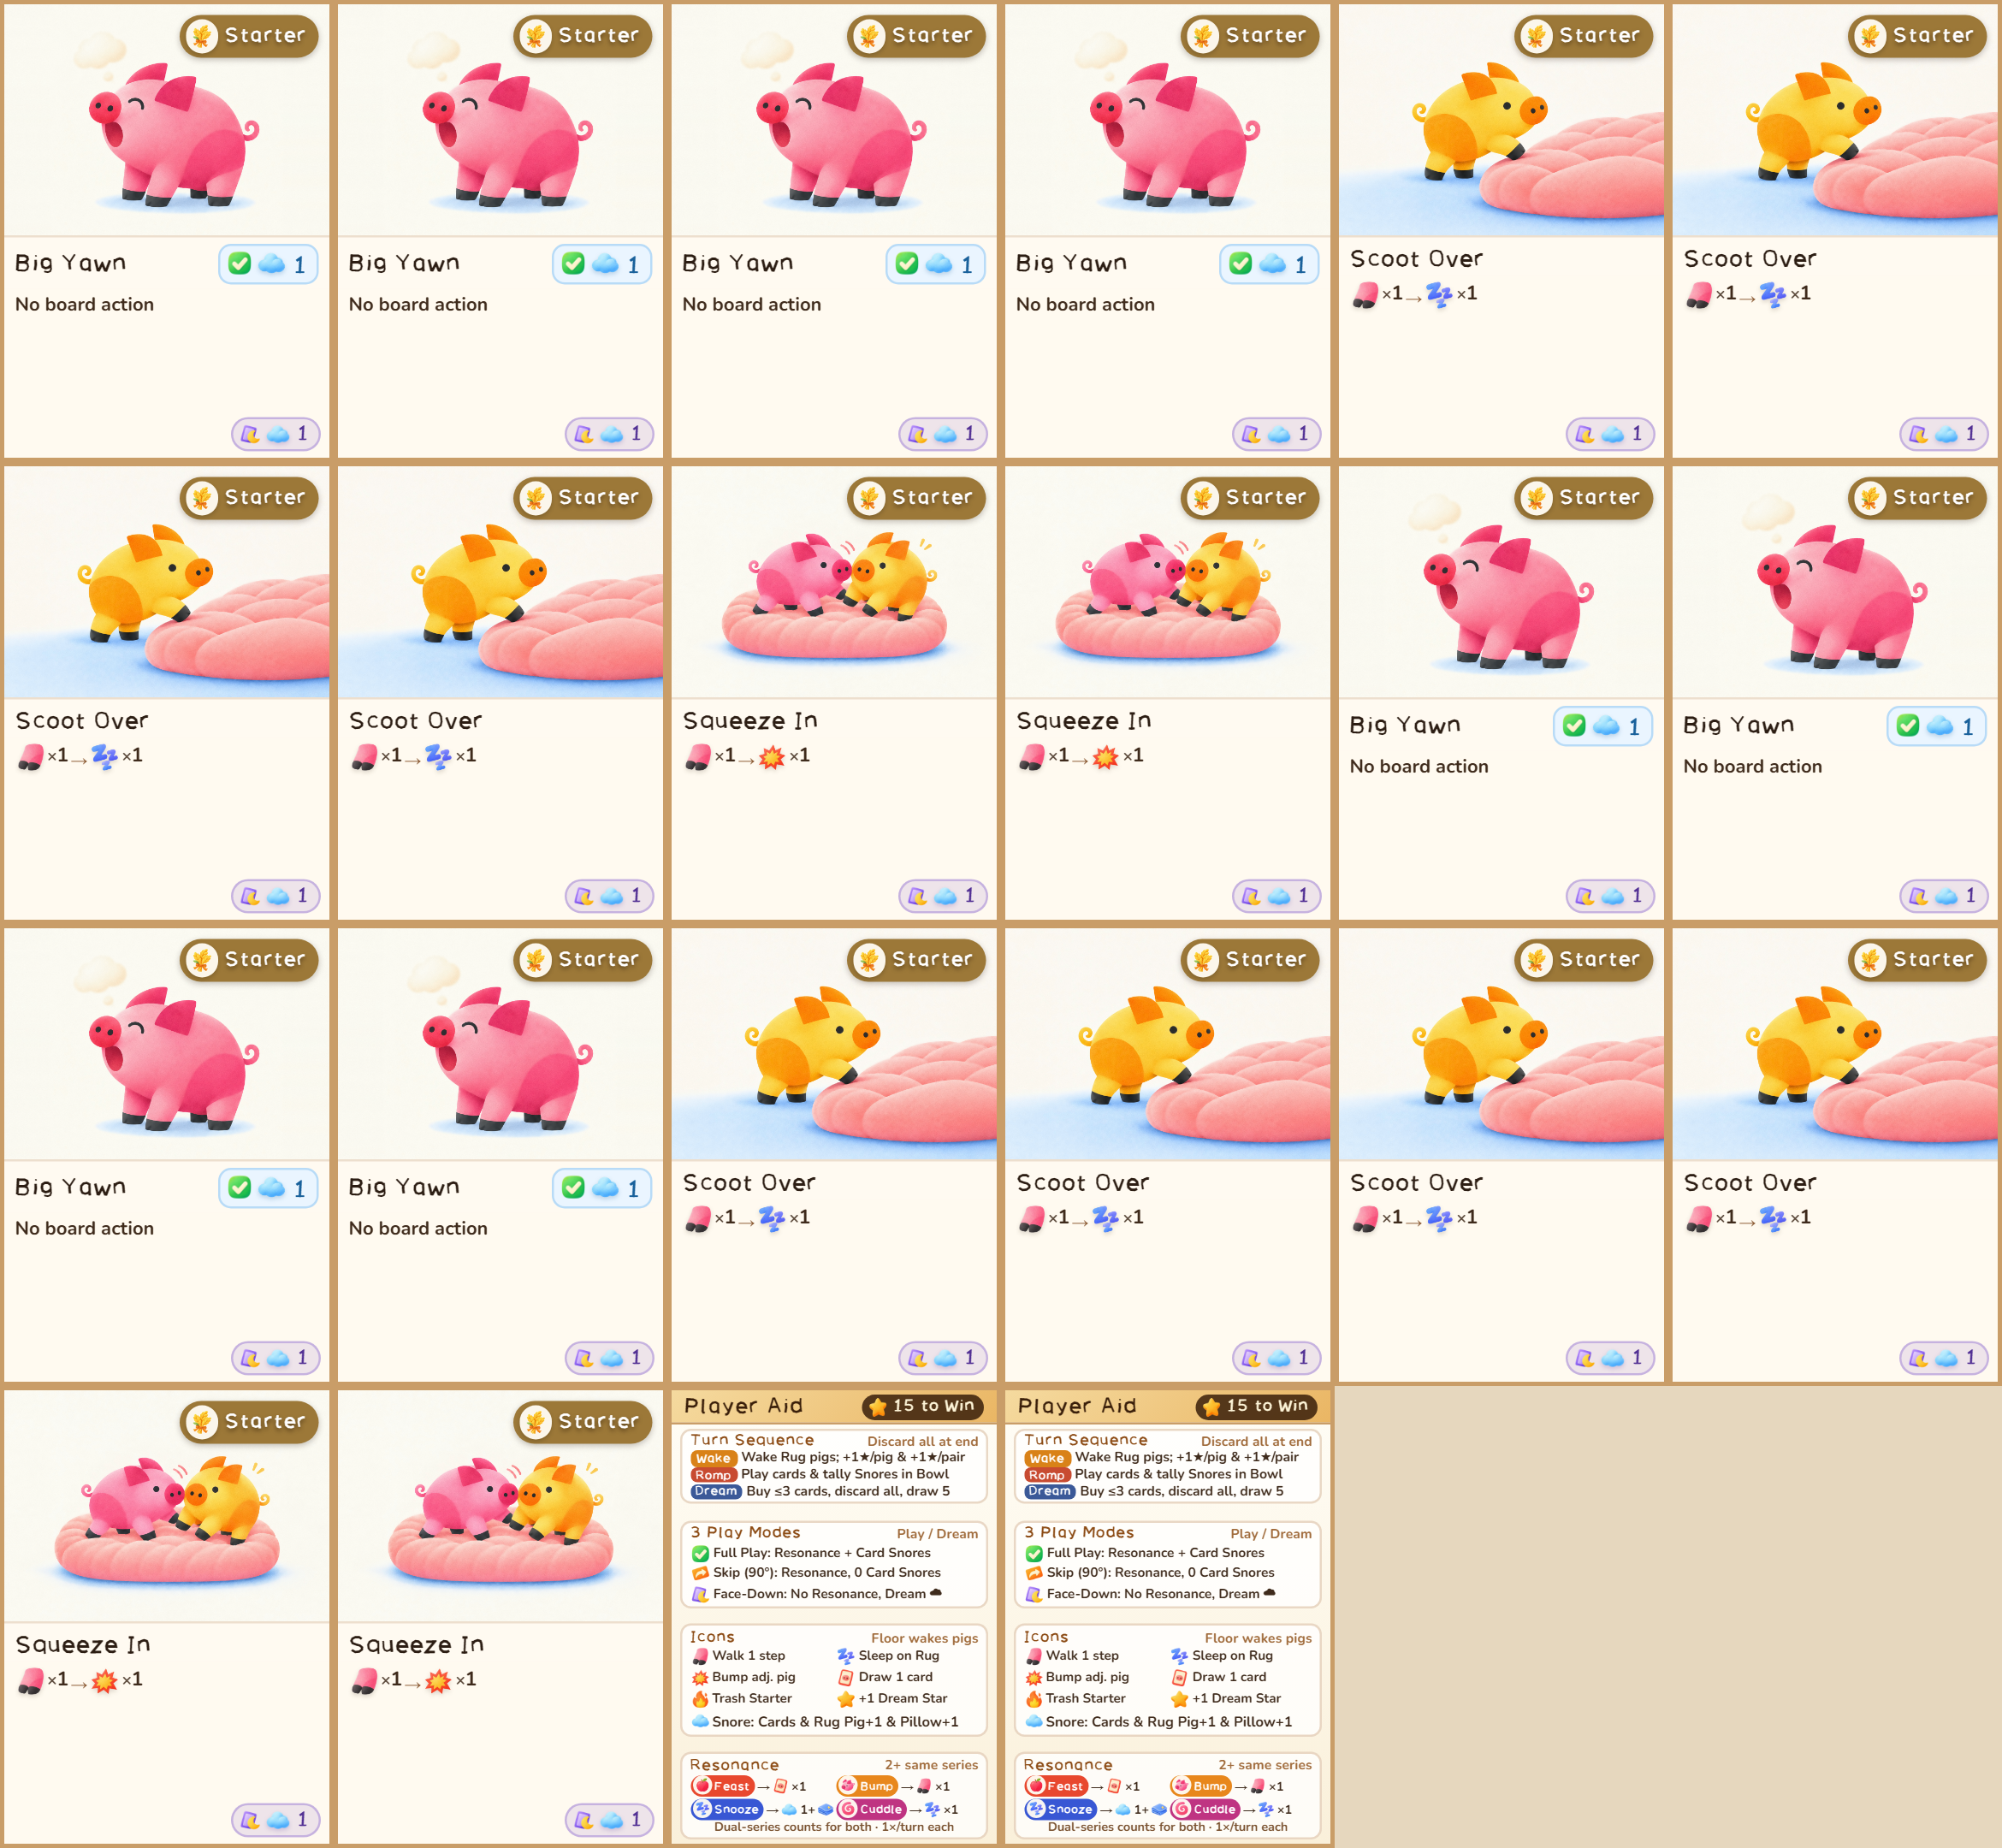 Starter
Big Yawn
1
No board action
1
Starter
Big Yawn
1
No board action
1
Starter
Big Yawn
1
No board action
1
Starter
Big Yawn
1
No board action
1
Starter
Scoot Over
×1→ ×1
1
Starter
Scoot Over
×1→ ×1
1
Starter
Scoot Over
×1→ ×1
1
Starter
Scoot Over
×1→ ×1
1
Starter
Squeeze In
×1→ ×1
1
Starter
Squeeze In
×1→ ×1
1
Starter
Big Yawn
1
No board action
1
Starter
Big Yawn
1
No board action
1
Starter
Big Yawn
1
No board action
1
Starter
Big Yawn
1
No board action
1
Starter
Scoot Over
×1→ ×1
1
Starter
Scoot Over
×1→ ×1
1
Starter
Scoot Over
×1→ ×1
1
Starter
Scoot Over
×1→ ×1
1
Starter
Squeeze In
×1→ ×1
1
Starter
Squeeze In
×1→ ×1
1
Player Aid 15 to Win
Turn Sequence Discard all at end
Wake Wake Rug pigs; +1★/pig & +1★/pair
Romp Play cards & tally Snores in Bowl
Dream Buy ≤3 cards, discard all, draw 5
3 Play Modes Play / Dream
Full Play: Resonance + Card Snores
Skip (90°): Resonance, 0 Card Snores
Face-Down: No Resonance, Dream
Icons Floor wakes pigs
Walk 1 step Sleep on Rug
Bump adj. pig Draw 1 card
Trash Starter +1 Dream Star
Snore: Cards & Rug Pig+1 & Pillow+1
Resonance 2+ same series
Feast → ×1 Bump → ×1
Snooze → 1+ Cuddle → ×1
Dual-series counts for both · 1×/turn each
Player Aid 15 to Win
Turn Sequence Discard all at end
Wake Wake Rug pigs; +1★/pig & +1★/pair
Romp Play cards & tally Snores in Bowl
Dream Buy ≤3 cards, discard all, draw 5
3 Play Modes Play / Dream
Full Play: Resonance + Card Snores
Skip (90°): Resonance, 0 Card Snores
Face-Down: No Resonance, Dream
Icons Floor wakes pigs
Walk 1 step Sleep on Rug
Bump adj. pig Draw 1 card
Trash Starter +1 Dream Star
Snore: Cards & Rug Pig+1 & Pillow+1
Resonance 2+ same series
Feast → ×1 Bump → ×1
Snooze → 1+ Cuddle → ×1
Dual-series counts for both · 1×/turn each